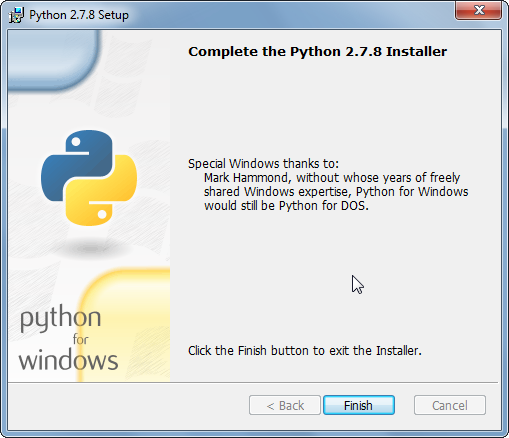 Python 2.7.8 Setup
Complete the Python 2.7.8 Installer
Special Windows thanks to:
Mark Hammond, without whose years of freely
shared Windows expertise, Python for Windows
would still be Python for DOS.
python
for
windows
Click the Finish button to exit the Installer.
< Back
Finish
Cancel